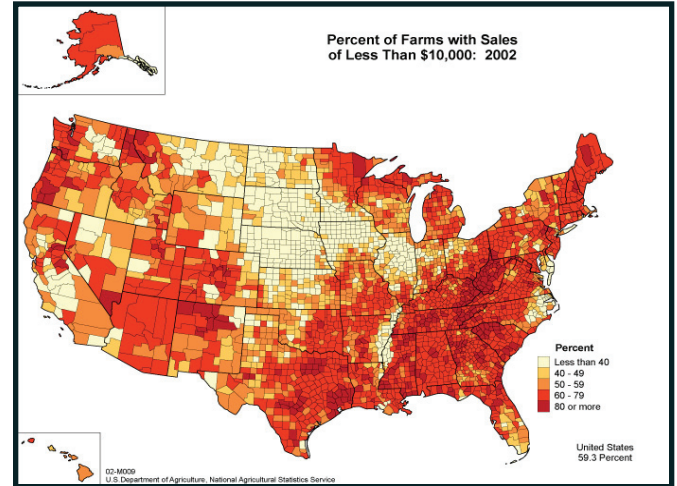 Percent of Farms with Sales
of Less Than $10,000: 2002
Percent
Less than 40
40 - 49
50 - 59
60 - 79
80 or more
United States
59.3 Percent
02-M009
U.S. Department of Agriculture, National Agricultural Statistics Service